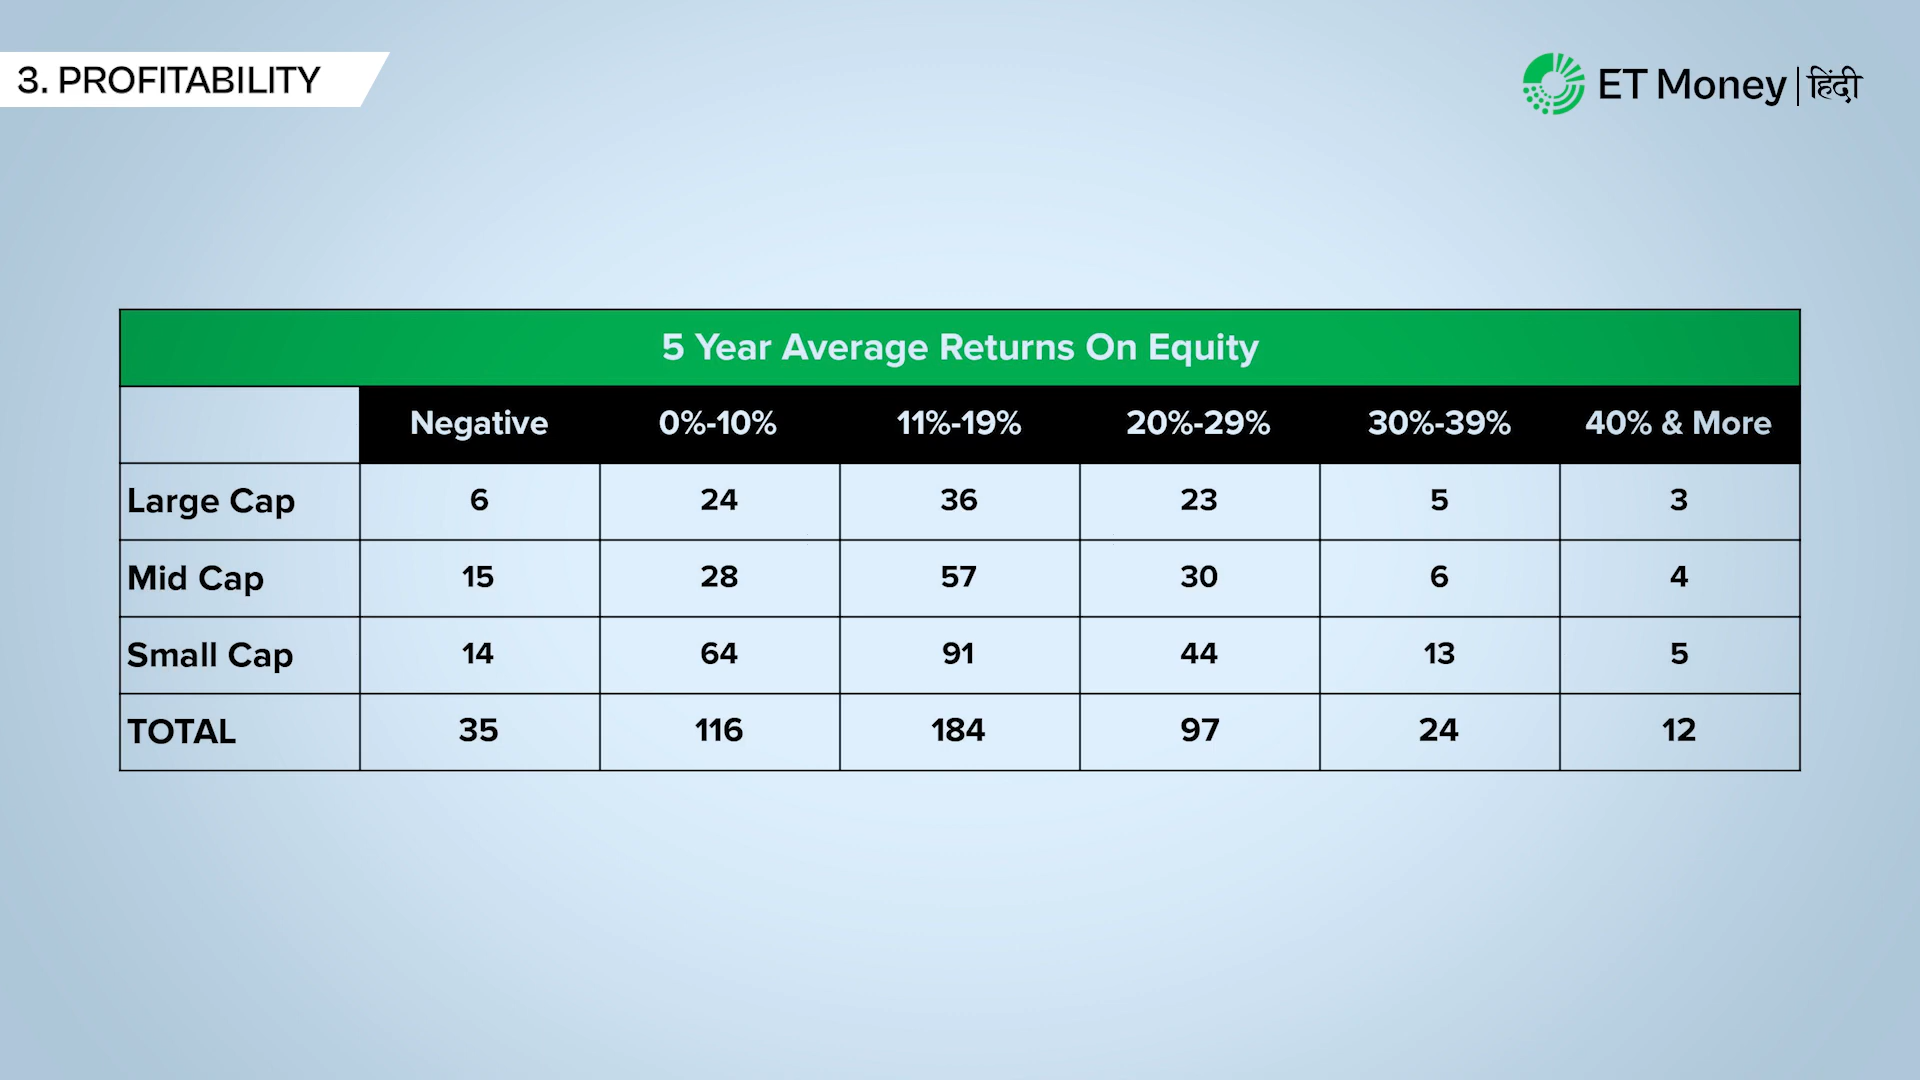 3. PROFITABILITY
ET Money | हिंदी
5 Year Average Returns On Equity
Negative 0%-10% 11%-19% 20%-29% 30%-39% 40% & More
Large Cap 6 24 36 23 5 3
Mid Cap 15 28 57 30 6 4
Small Cap 14 64 91 44 13 5
TOTAL 35 116 184 97 24 12